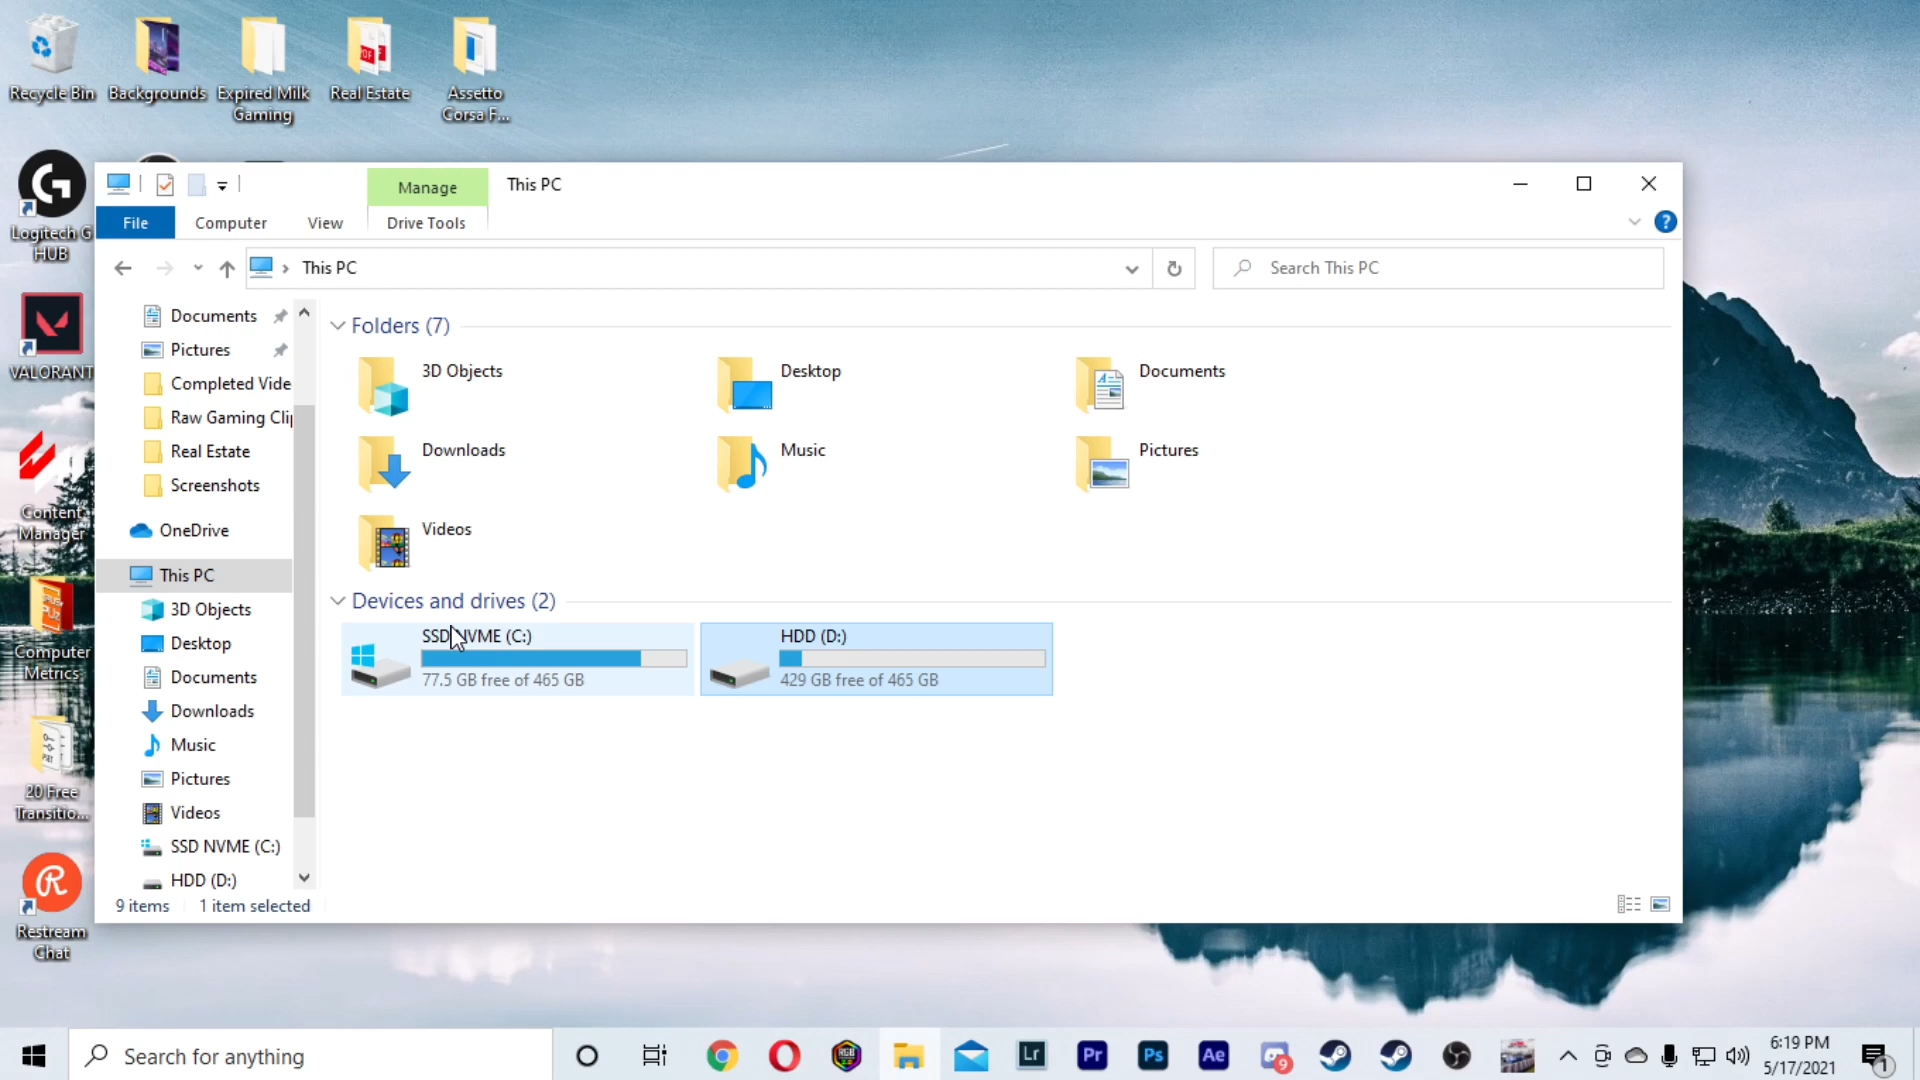 Recycle Bin
Backgrounds
Expired Milk
Gaming
Real Estate
Assetto
Corsa F...
Logitech G
HUB
VALORANT
Content
Manager
Computer
Metrics
20 Free
Transitio...
Restream
Chat
Manage
This PC
File
Computer
View
Drive Tools
This PC
Search This PC
Documents
Pictures
Completed Vide
Raw Gaming Clip
Real Estate
Screenshots
OneDrive
This PC
3D Objects
Desktop
Documents
Downloads
Music
Pictures
Videos
SSD NVME (C:)
HDD (D:)
Folders (7)
3D Objects
Desktop
Documents
Downloads
Music
Pictures
Videos
Devices and drives (2)
SSD NVME (C:)
77.5 GB free of 465 GB
HDD (D:)
429 GB free of 465 GB
9 items
1 item selected
Search for anything
Lr
Pr
Ps
Ae
9
6:19 PM
5/17/2021
1